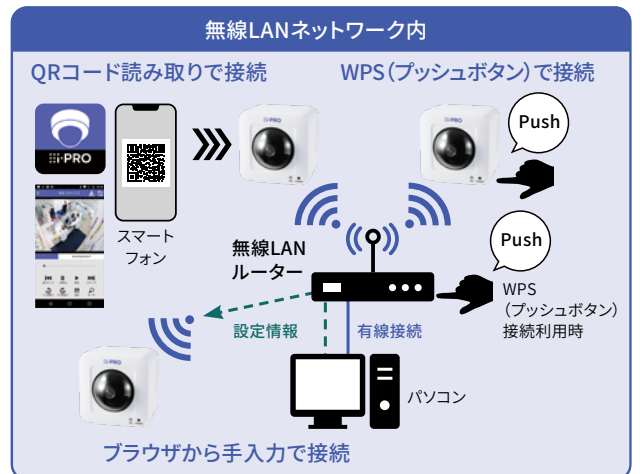 無線LANネットワーク内
QRコード読み取りで接続
WPS（プッシュボタン）で接続
i-PRO
i-PRO
i-PRO
Push
スマート
フォン
無線LAN
ルーター
Push
WPS
（プッシュボタン）
接続利用時
設定情報
有線接続
i-PRO
パソコン
ブラウザから手入力で接続